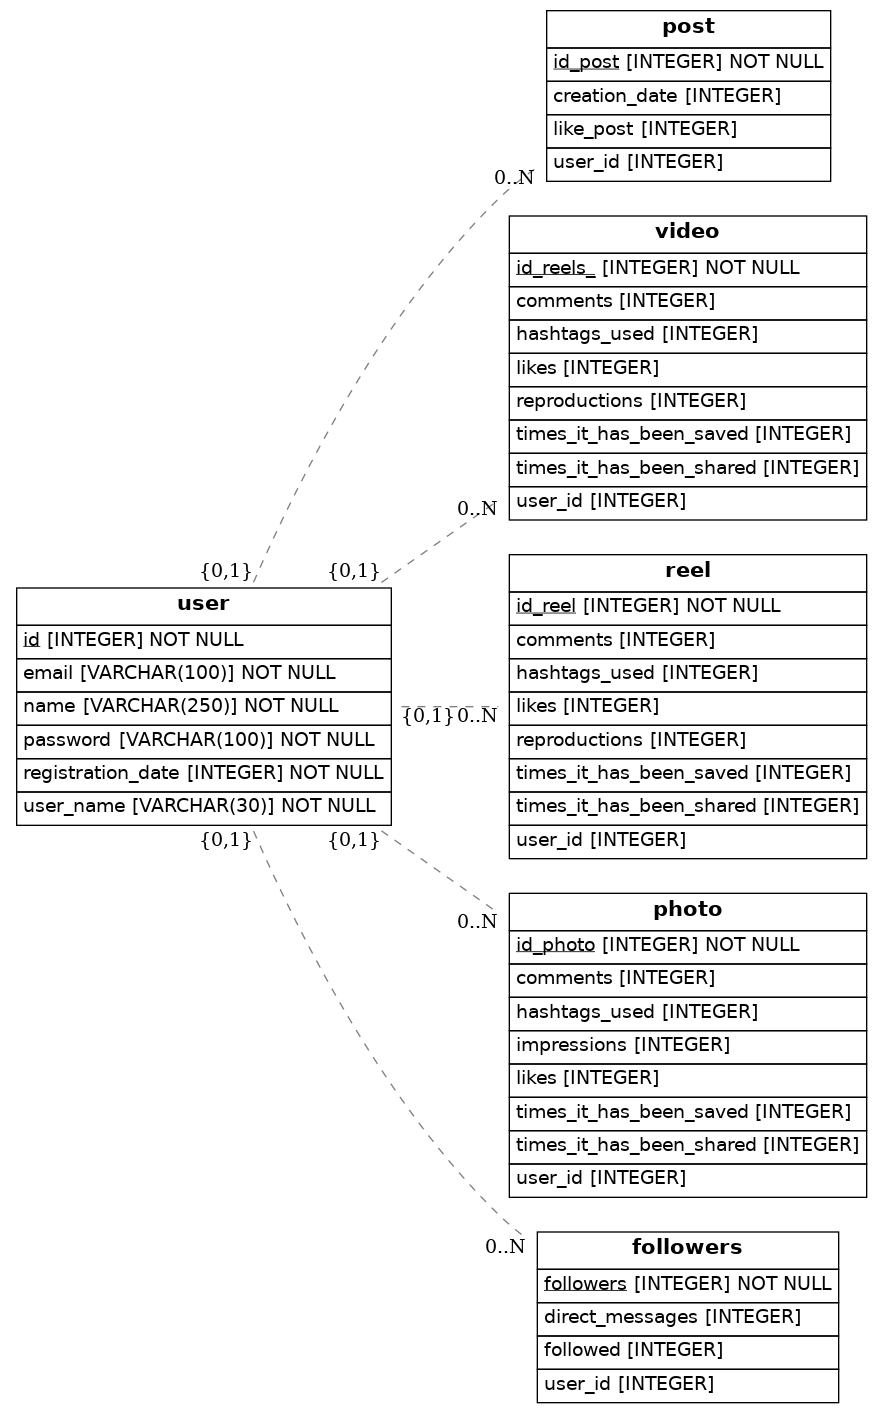 post
id_post [INTEGER] NOT NULL
creation_date [INTEGER]
like_post [INTEGER]
user_id [INTEGER]
0..N
video
id_reels_ [INTEGER] NOT NULL
comments [INTEGER]
hashtags_used [INTEGER]
likes [INTEGER]
reproductions [INTEGER]
times_it_has_been_saved [INTEGER]
times_it_has_been_shared [INTEGER]
user_id [INTEGER]
0..N
{0,1}
{0,1}
user
id [INTEGER] NOT NULL
email [VARCHAR(100)] NOT NULL
name [VARCHAR(250)] NOT NULL
password [VARCHAR(100)] NOT NULL
registration_date [INTEGER] NOT NULL
user_name [VARCHAR(30)] NOT NULL
{0,1}
0..N
reel
id_reel [INTEGER] NOT NULL
comments [INTEGER]
hashtags_used [INTEGER]
likes [INTEGER]
reproductions [INTEGER]
times_it_has_been_saved [INTEGER]
times_it_has_been_shared [INTEGER]
user_id [INTEGER]
{0,1}
{0,1}
0..N
photo
id_photo [INTEGER] NOT NULL
comments [INTEGER]
hashtags_used [INTEGER]
impressions [INTEGER]
likes [INTEGER]
times_it_has_been_saved [INTEGER]
times_it_has_been_shared [INTEGER]
user_id [INTEGER]
0..N
followers
followers [INTEGER] NOT NULL
direct_messages [INTEGER]
followed [INTEGER]
user_id [INTEGER]